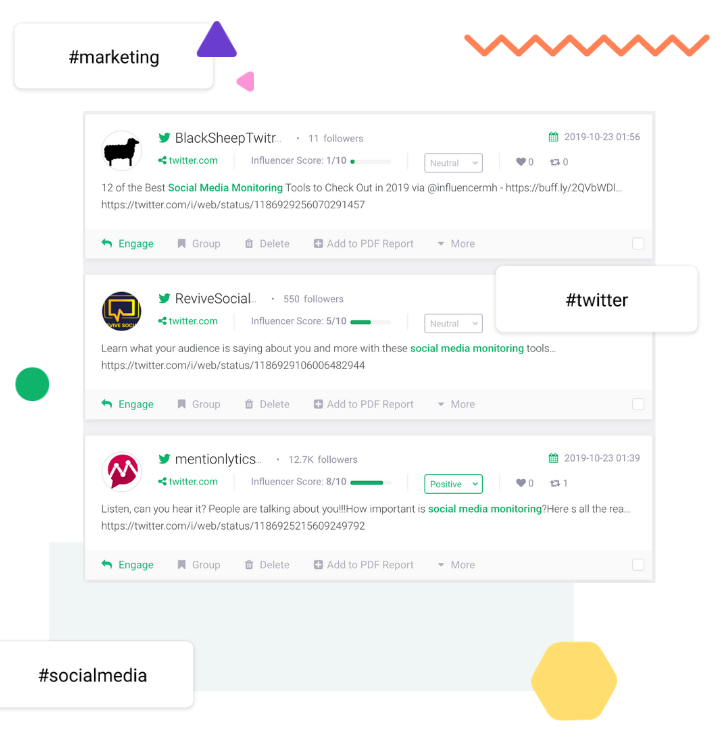 #marketing
BlackSheepTwitr... • 11 followers 2019-10-23 01:56
twitter.com Influencer Score: 1/10 Neutral 0 0
12 of the Best Social Media Monitoring Tools to Check Out in 2019 via @influencermh - https://buff.ly/2QVbWDl...
https://twitter.com/i/web/status/1186929256070291457
Engage Group Delete Add to PDF Report More
ReviveSocial... • 550 followers
twitter.com Influencer Score: 5/10 Neutral
#twitter
Learn what your audience is saying about you and more with these social media monitoring tools...
https://twitter.com/i/web/status/1186929106006482944
Engage Group Delete Add to PDF Report More
mentionlytics... • 12.7K followers 2019-10-23 01:39
twitter.com Influencer Score: 8/10 Positive 0 1
Listen, can you hear it? People are talking about you!!!How important is social media monitoring?Here s all the rea...
https://twitter.com/i/web/status/1186925215609249792
Engage Group Delete Add to PDF Report More
#socialmedia